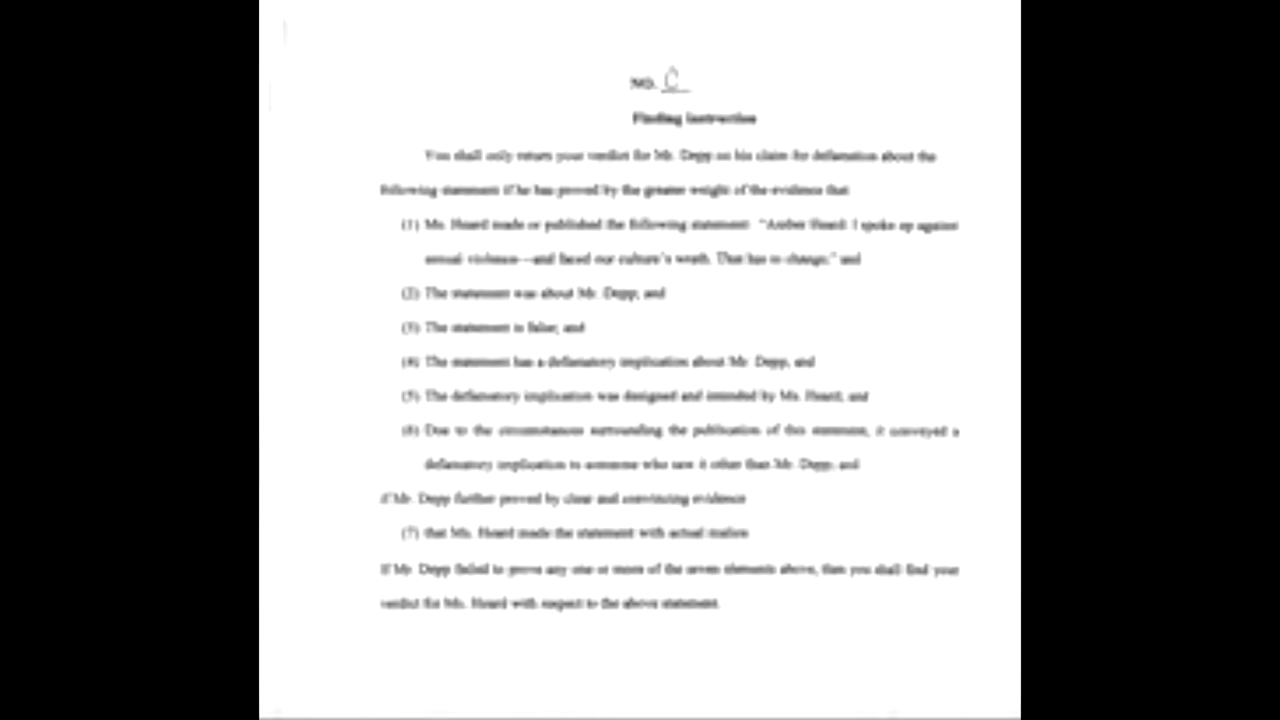 NO. C
Finding instruction
You shall only return your verdict for Mr. Depp on his claim for defamation about the
following statement if he has proved by the greater weight of the evidence that
(1) Ms. Heard made or published the following statement: "Amber Heard: I spoke up against
sexual violence—and faced our culture's wrath. That has to change;" and
(2) The statement was about Mr. Depp; and
(3) The statement is false; and
(4) The statement has a defamatory implication about Mr. Depp, and
(5) The defamatory implication was designed and intended by Ms. Heard; and
(6) Due to the circumstances surrounding the publication of this statement, it conveyed a
defamatory implication to someone who saw it other than Mr. Depp, and
if Mr. Depp further proved by clear and convincing evidence
(7) that Ms. Heard made the statement with actual malice
If Mr. Depp failed to prove any one or more of the seven elements above, then you shall find your
verdict for Ms. Heard with respect to the above statement.